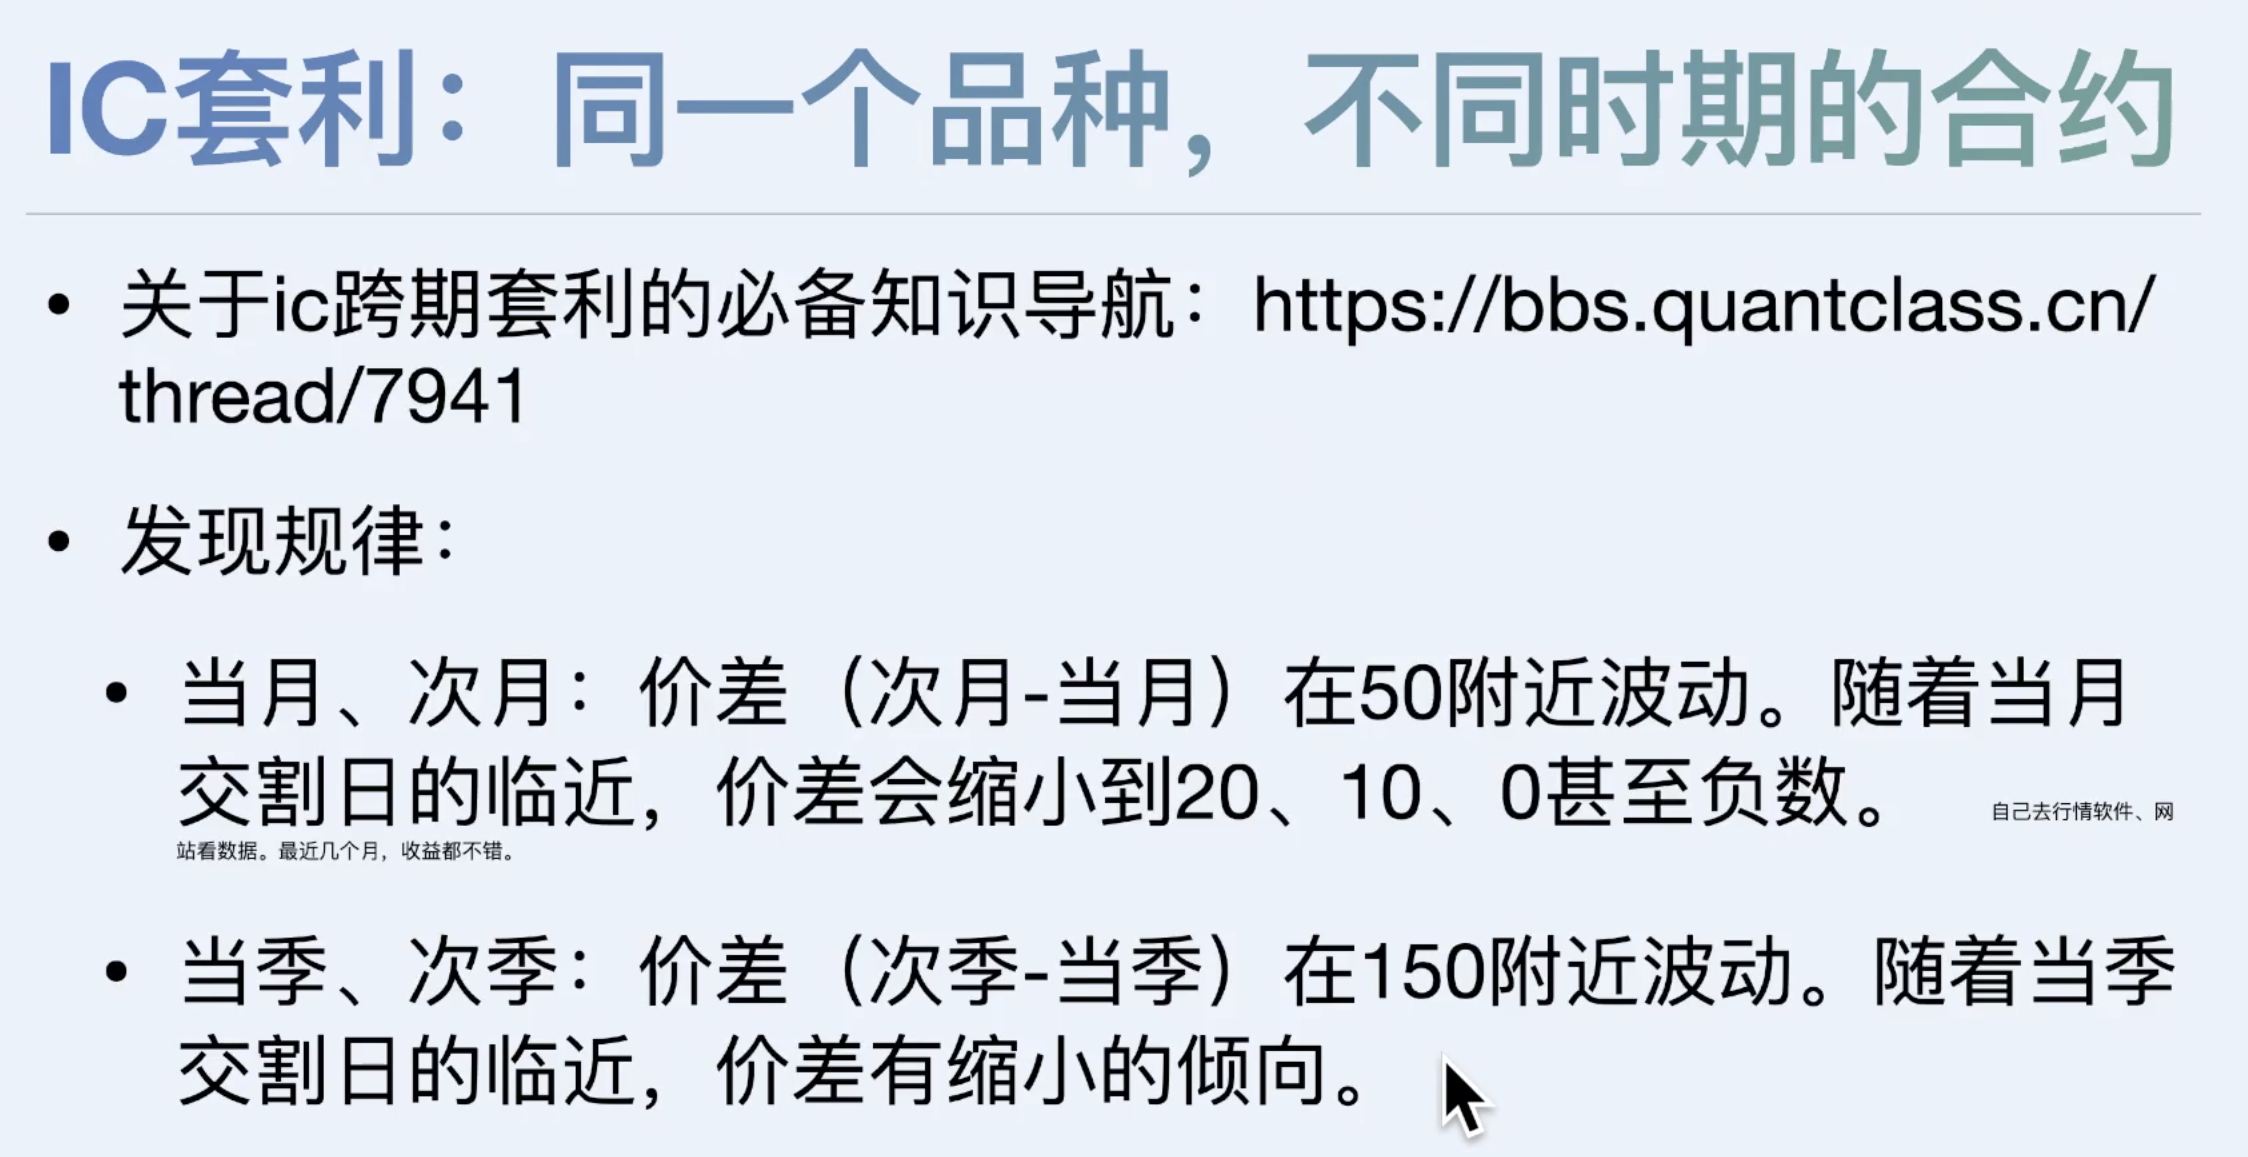 IC套利：同一个品种，不同时期的合约
• 关于ic跨期套利的必备知识导航：https://bbs.quantclass.cn/
thread/7941
• 发现规律：
• 当月、次月：价差（次月-当月）在50附近波动。随着当月
交割日的临近，价差会缩小到20、10、0甚至负数。 自己去行情软件、网
站看数据。最近几个月，收益都不错。
• 当季、次季：价差（次季-当季）在150附近波动。随着当季
交割日的临近，价差有缩小的倾向。